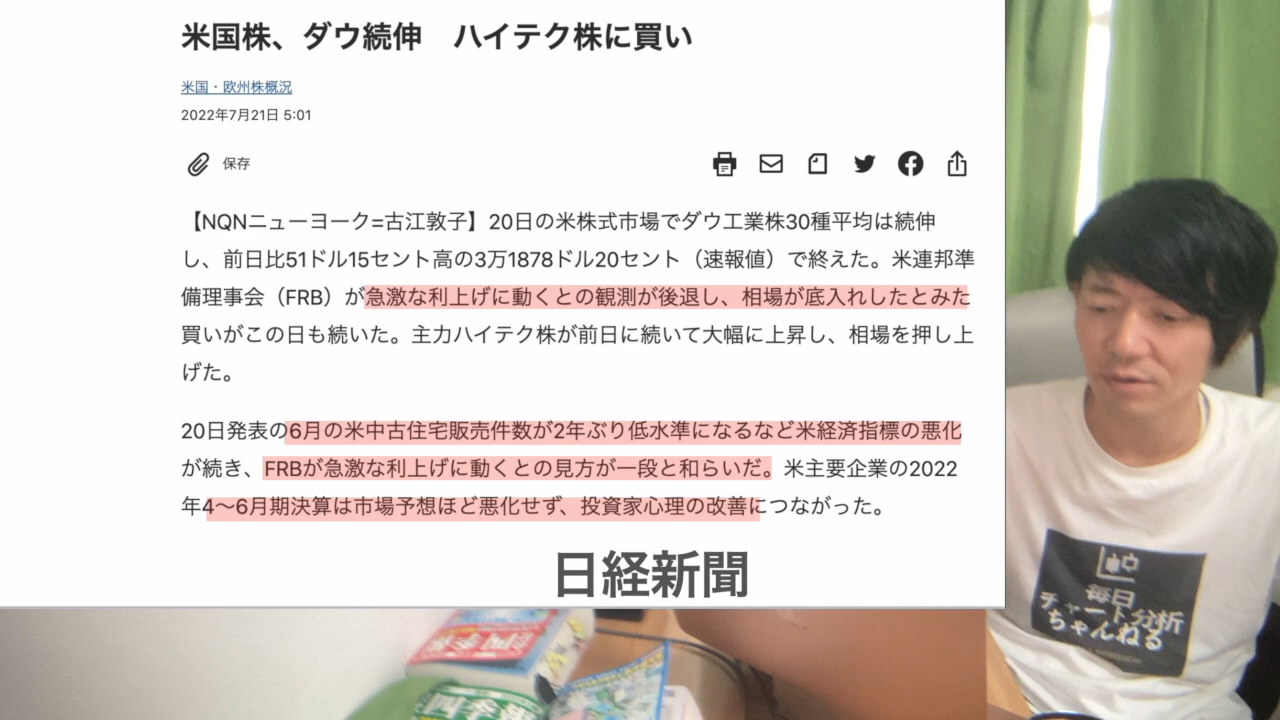 米国株、ダウ続伸　ハイテク株に買い
米国・欧州株概況
2022年7月21日 5:01
保存
【NQNニューヨーク=古江敦子】20日の米株式市場でダウ工業株30種平均は続伸
し、前日比51ドル15セント高の3万1878ドル20セント（速報値）で終えた。米連邦準
備理事会（FRB）が急激な利上げに動くとの観測が後退し、相場が底入れしたとみた
買いがこの日も続いた。主力ハイテク株が前日に続いて大幅に上昇し、相場を押し上
げた。
20日発表の6月の米中古住宅販売件数が2年ぶり低水準になるなど米経済指標の悪化
が続き、FRBが急激な利上げに動くとの見方が一段と和らいだ。米主要企業の2022
年4〜6月期決算は市場予想ほど悪化せず、投資家心理の改善につながった。
日経新聞
毎日
チャート分析
ちゃんねる